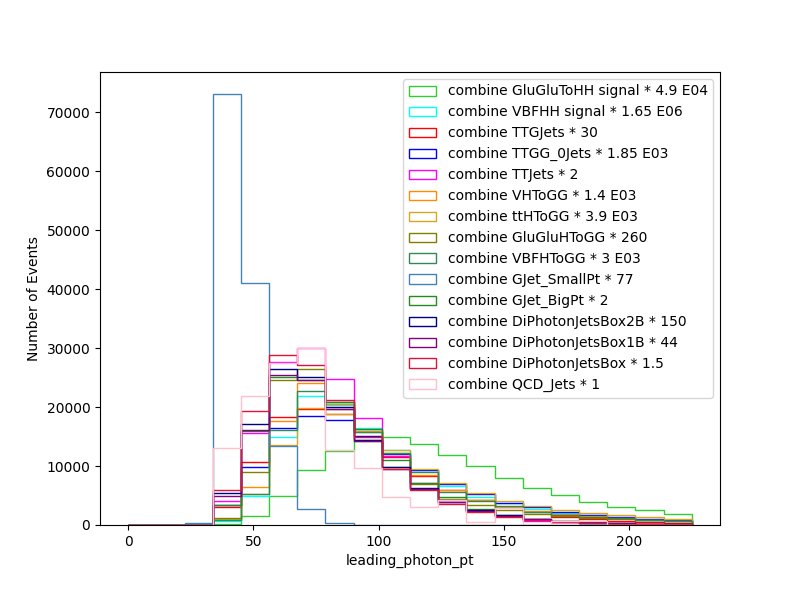 combine GluGluToHH signal * 4.9 E04
combine VBFHH signal * 1.65 E06
combine TTGJets * 30
combine TTGG_0Jets * 1.85 E03
combine TTJets * 2
combine VHToGG * 1.4 E03
combine ttHToGG * 3.9 E03
combine GluGluHToGG * 260
combine VBFHToGG * 3 E03
combine GJet_SmallPt * 77
combine GJet_BigPt * 2
combine DiPhotonJetsBox2B * 150
combine DiPhotonJetsBox1B * 44
combine DiPhotonJetsBox * 1.5
combine QCD_Jets * 1
Number of Events
70000
60000
50000
40000
30000
20000
10000
0
0 50 100 150 200
leading_photon_pt